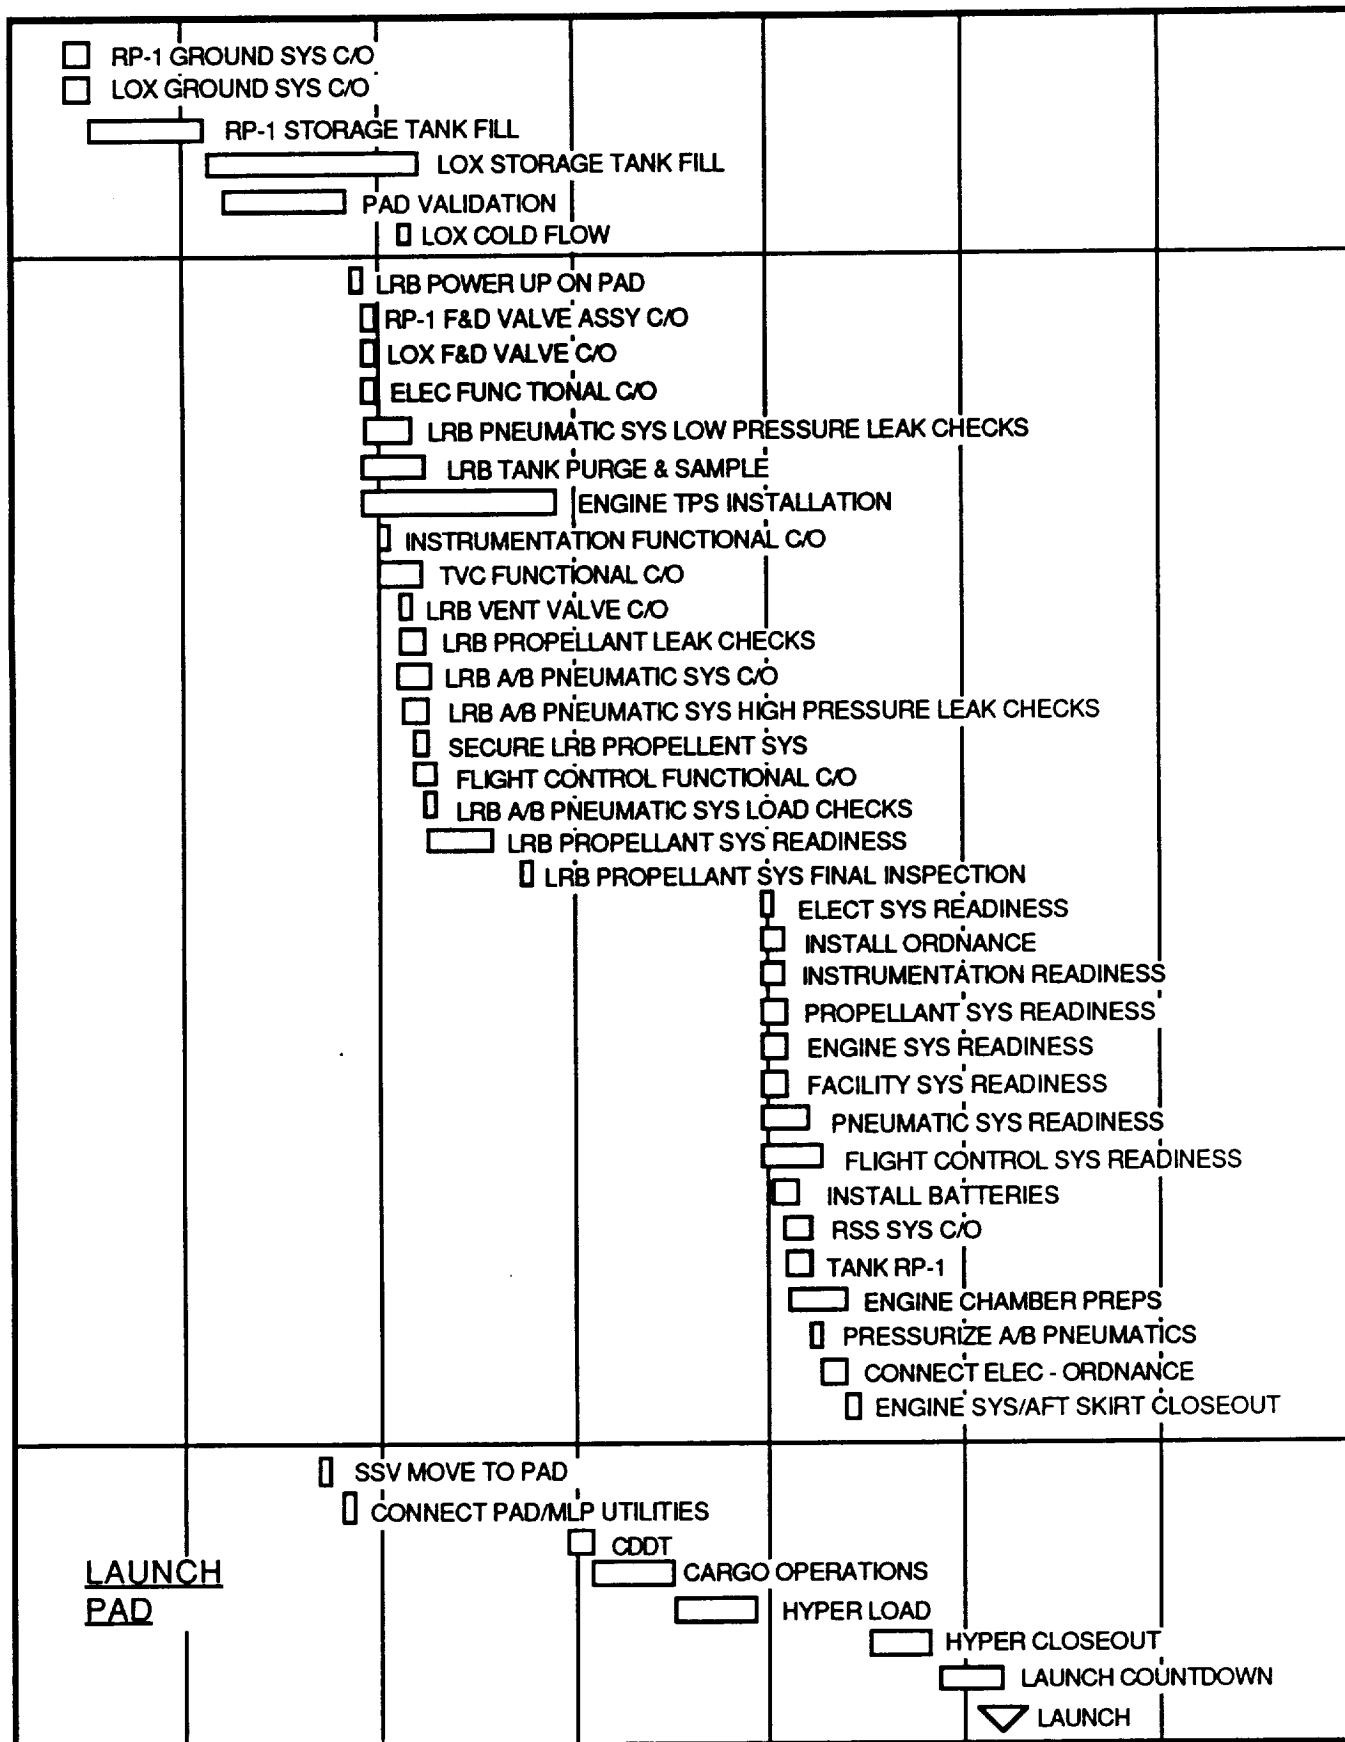 RP-1 GROUND SYS C/O
LOX GROUND SYS C/O
RP-1 STORAGE TANK FILL
LOX STORAGE TANK FILL
PAD VALIDATION
LOX COLD FLOW
LRB POWER UP ON PAD
RP-1 F&D VALVE ASSY C/O
LOX F&D VALVE C/O
ELEC FUNC TIONAL C/O
LRB PNEUMATIC SYS LOW PRESSURE LEAK CHECKS
LRB TANK PURGE & SAMPLE
ENGINE TPS INSTALLATION
INSTRUMENTATION FUNCTIONAL C/O
TVC FUNCTIONAL C/O
LRB VENT VALVE C/O
LRB PROPELLANT LEAK CHECKS
LRB A/B PNEUMATIC SYS C/O
LRB A/B PNEUMATIC SYS HIGH PRESSURE LEAK CHECKS
SECURE LRB PROPELLENT SYS
FLIGHT CONTROL FUNCTIONAL C/O
LRB A/B PNEUMATIC SYS LOAD CHECKS
LRB PROPELLANT SYS READINESS
LRB PROPELLANT SYS FINAL INSPECTION
ELECT SYS READINESS
INSTALL ORDNANCE
INSTRUMENTATION READINESS
PROPELLANT SYS READINESS
ENGINE SYS READINESS
FACILITY SYS READINESS
PNEUMATIC SYS READINESS
FLIGHT CONTROL SYS READINESS
INSTALL BATTERIES
RSS SYS C/O
TANK RP-1
ENGINE CHAMBER PREPS
PRESSURIZE A/B PNEUMATICS
CONNECT ELEC - ORDNANCE
ENGINE SYS/AFT SKIRT CLOSEOUT
SSV MOVE TO PAD
CONNECT PAD/MLP UTILITIES
CDDT
CARGO OPERATIONS
HYPER LOAD
HYPER CLOSEOUT
LAUNCH COUNTDOWN
LAUNCH
LAUNCH
PAD